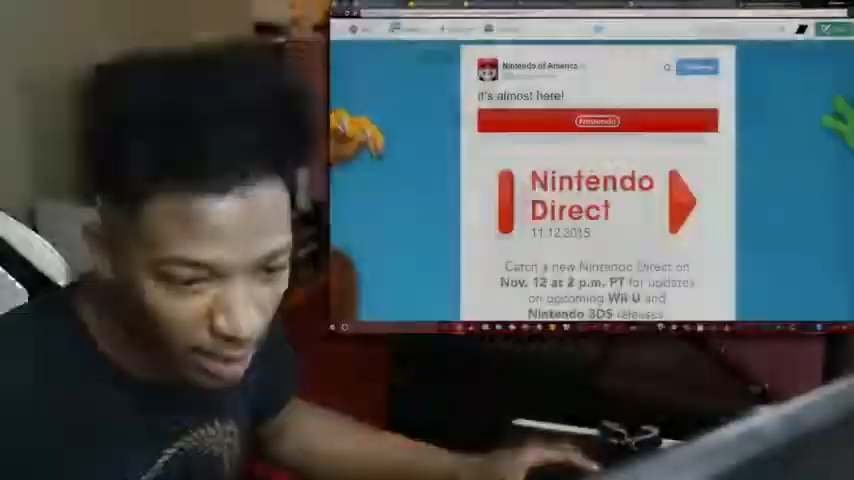 Nintendo of America
it's almost here!
Nintendo
Nintendo
Direct
11.12.2015
Catch a new Nintendo Direct on
Nov. 12 at 2 p.m. PT for updates
on upcoming Wii U and
Nintendo 3DS releases